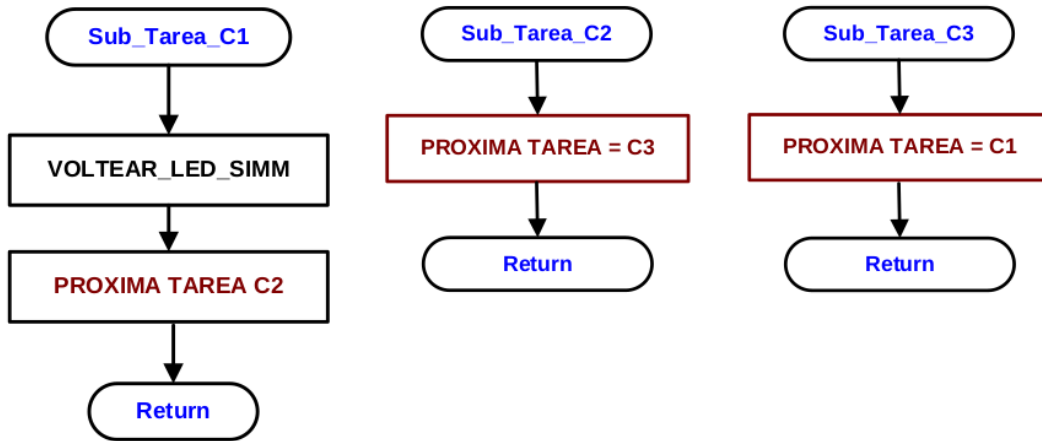 Sub_Tarea_C1
VOLTEAR_LED_SIMM
PROXIMA TAREA C2
Return
Sub_Tarea_C2
PROXIMA TAREA = C3
Return
Sub_Tarea_C3
PROXIMA TAREA = C1
Return